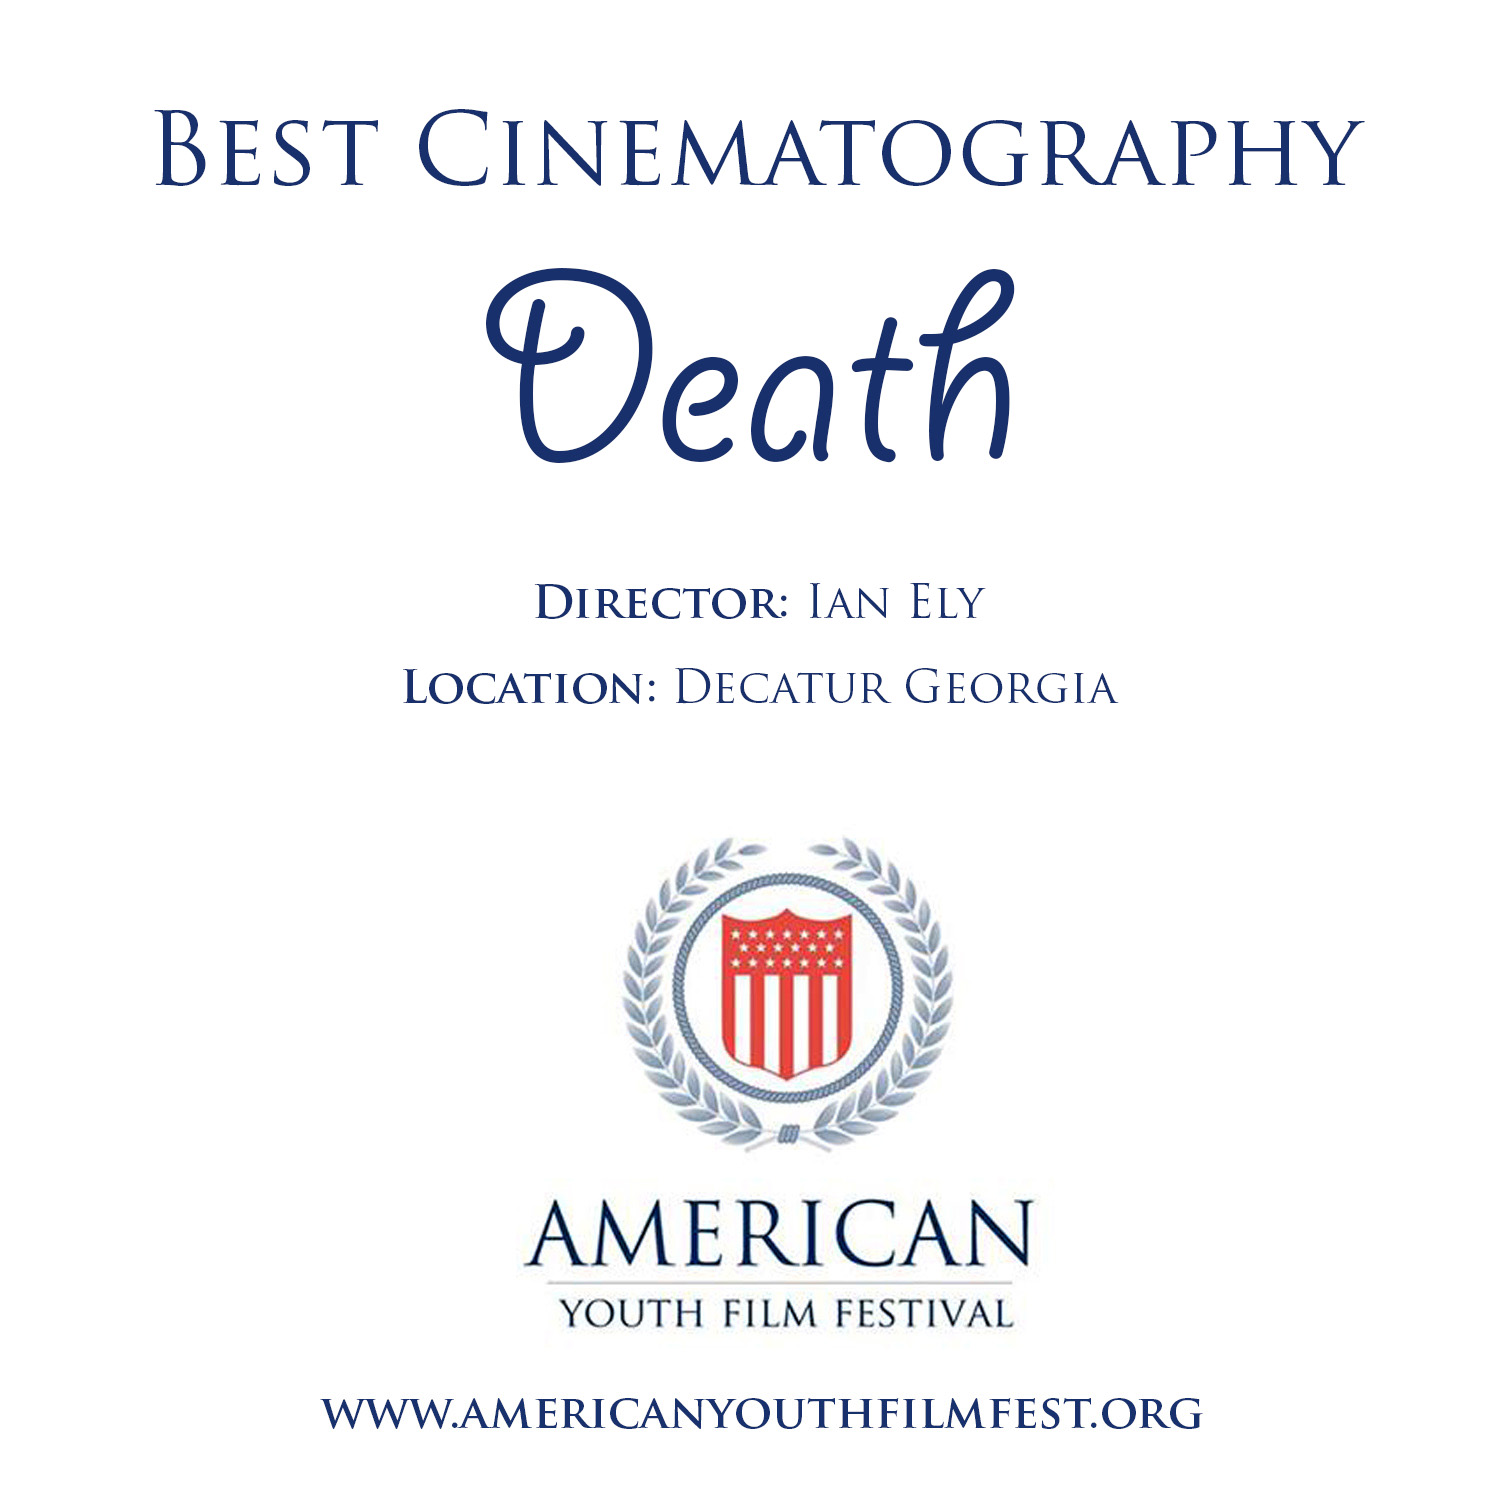 Best Cinematography
Death
Director: Ian Ely
Location: Decatur Georgia
AMERICAN
YOUTH FILM FESTIVAL
www.americanyouthfilmfest.org